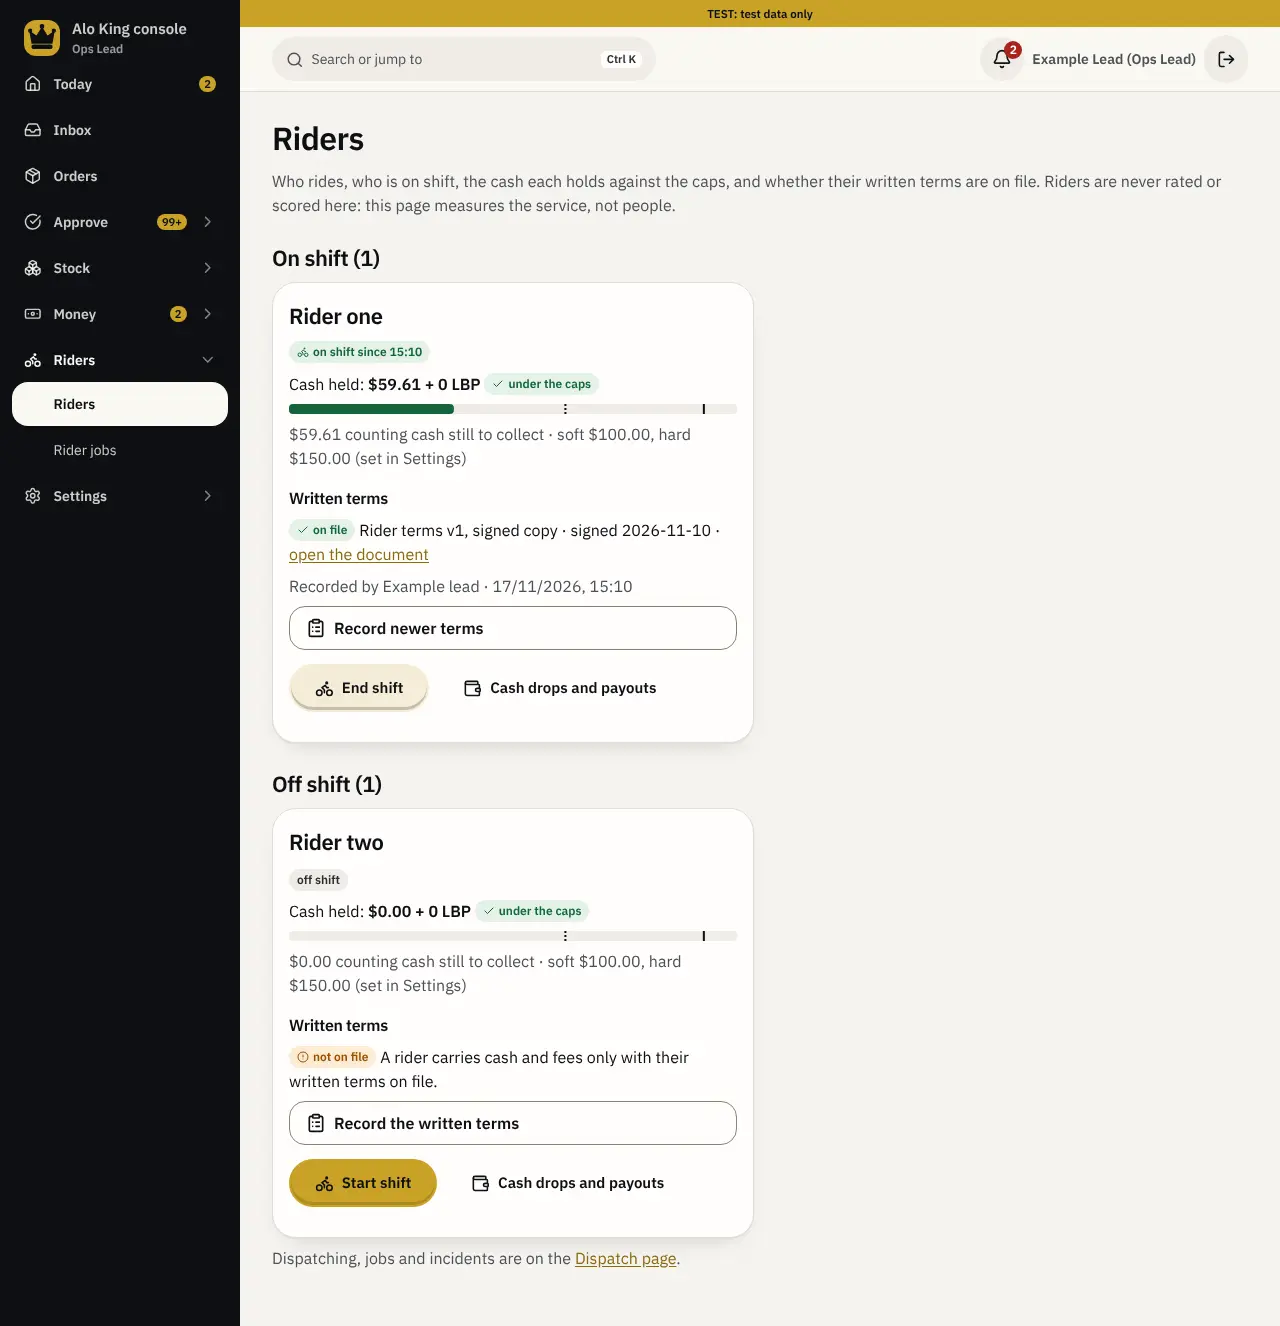 TEST: test data only
Alo King console
Ops Lead
Search or jump to
Ctrl K
2
Example Lead (Ops Lead)
Today
2
Inbox
Orders
Approve
99+
Stock
Money
2
Riders
Riders
Rider jobs
Settings
Riders
Who rides, who is on shift, the cash each holds against the caps, and whether their written terms are on file. Riders are never rated or
scored here: this page measures the service, not people.
On shift (1)
Rider one
on shift since 15:10
Cash held: $59.61 + 0 LBP under the caps
$59.61 counting cash still to collect · soft $100.00, hard
$150.00 (set in Settings)
Written terms
on file Rider terms v1, signed copy · signed 2026-11-10 ·
open the document
Recorded by Example lead · 17/11/2026, 15:10
Record newer terms
End shift
Cash drops and payouts
Off shift (1)
Rider two
off shift
Cash held: $0.00 + 0 LBP under the caps
$0.00 counting cash still to collect · soft $100.00, hard
$150.00 (set in Settings)
Written terms
not on file A rider carries cash and fees only with their
written terms on file.
Record the written terms
Start shift
Cash drops and payouts
Dispatching, jobs and incidents are on the Dispatch page.